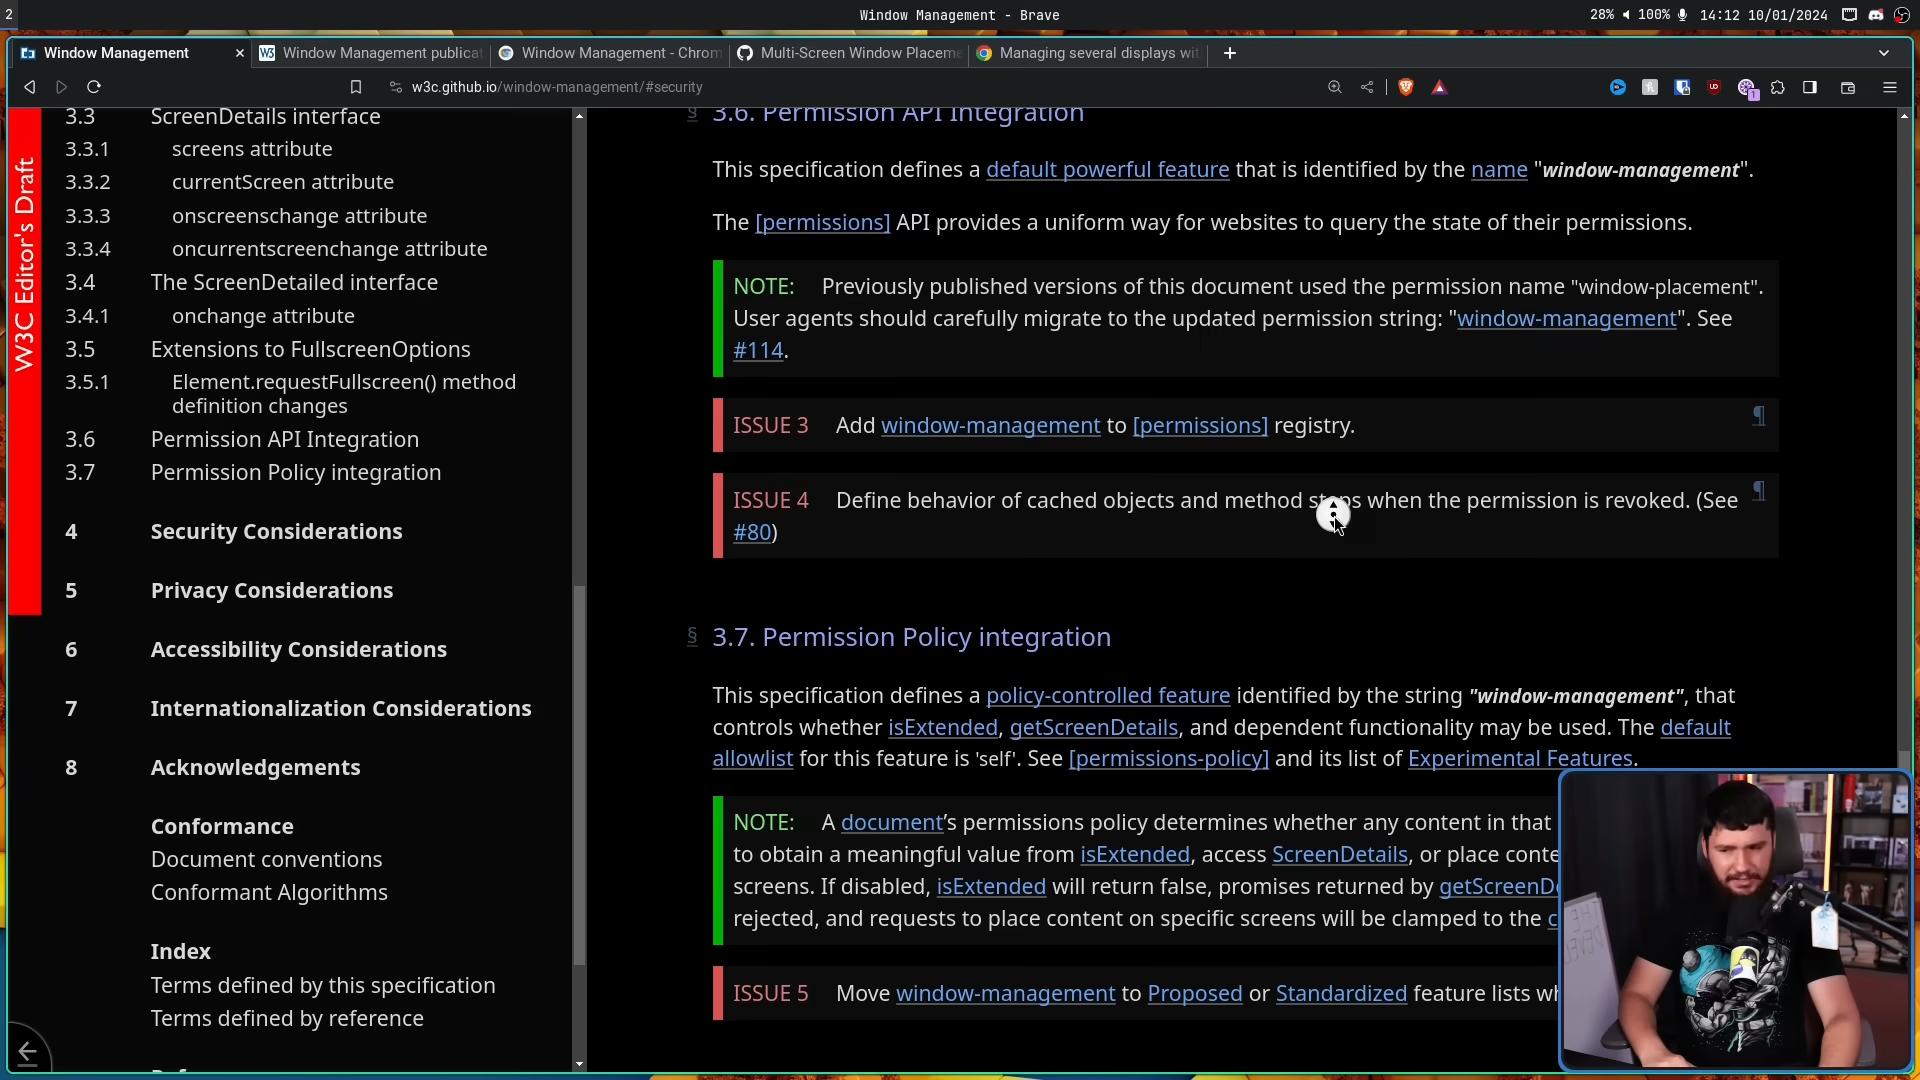 2
Window Management - Brave
28%
100%
14:12 10/01/2024
Window Management
Window Management publicat
Window Management - Chrom
Multi-Screen Window Placeme
Managing several displays wit
w3c.github.io/window-management/#security
1
W3C Editor's Draft
3.3 ScreenDetails interface
3.3.1 screens attribute
3.3.2 currentScreen attribute
3.3.3 onscreenschange attribute
3.3.4 oncurrentscreenchange attribute
3.4 The ScreenDetailed interface
3.4.1 onchange attribute
3.5 Extensions to FullscreenOptions
3.5.1 Element.requestFullscreen() method
definition changes
3.6 Permission API Integration
3.7 Permission Policy integration
4 Security Considerations
5 Privacy Considerations
6 Accessibility Considerations
7 Internationalization Considerations
8 Acknowledgements
Conformance
Document conventions
Conformant Algorithms
Index
Terms defined by this specification
Terms defined by reference
§ 3.6. Permission API Integration
This specification defines a default powerful feature that is identified by the name "window-management".
The [permissions] API provides a uniform way for websites to query the state of their permissions.
NOTE: Previously published versions of this document used the permission name "window-placement".
User agents should carefully migrate to the updated permission string: "window-management". See
#114.
ISSUE 3 Add window-management to [permissions] registry. ¶
ISSUE 4 Define behavior of cached objects and method steps when the permission is revoked. (See ¶
#80)
§ 3.7. Permission Policy integration
This specification defines a policy-controlled feature identified by the string "window-management", that
controls whether isExtended, getScreenDetails, and dependent functionality may be used. The default
allowlist for this feature is 'self'. See [permissions-policy] and its list of Experimental Features.
NOTE: A document's permissions policy determines whether any content in that
to obtain a meaningful value from isExtended, access ScreenDetails, or place conte
screens. If disabled, isExtended will return false, promises returned by getScreenDe
rejected, and requests to place content on specific screens will be clamped to the c
ISSUE 5 Move window-management to Proposed or Standardized feature lists wh